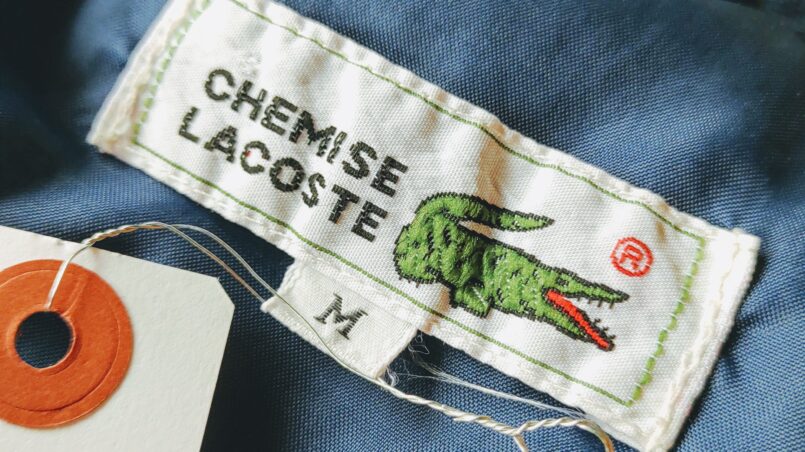 CHEMISE
LACOSTE
®
M